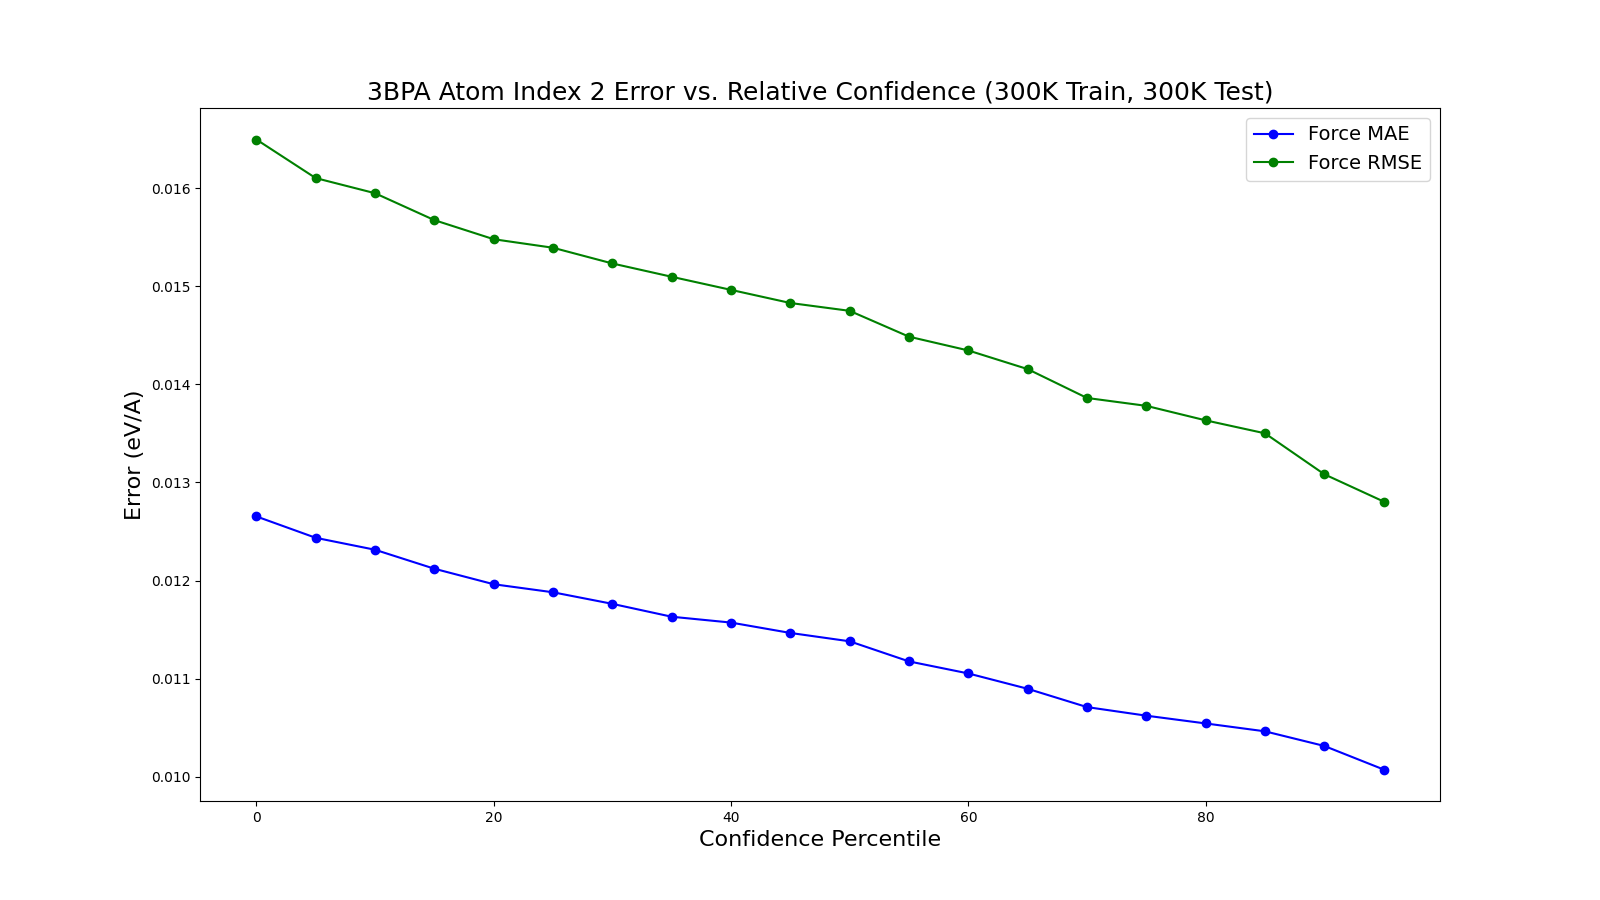 3BPA Atom Index 2 Error vs. Relative Confidence (300K Train, 300K Test)
Force MAE
Force RMSE
Error (eV/A)
0.016
0.015
0.014
0.013
0.012
0.011
0.010
0 20 40 60 80
Confidence Percentile